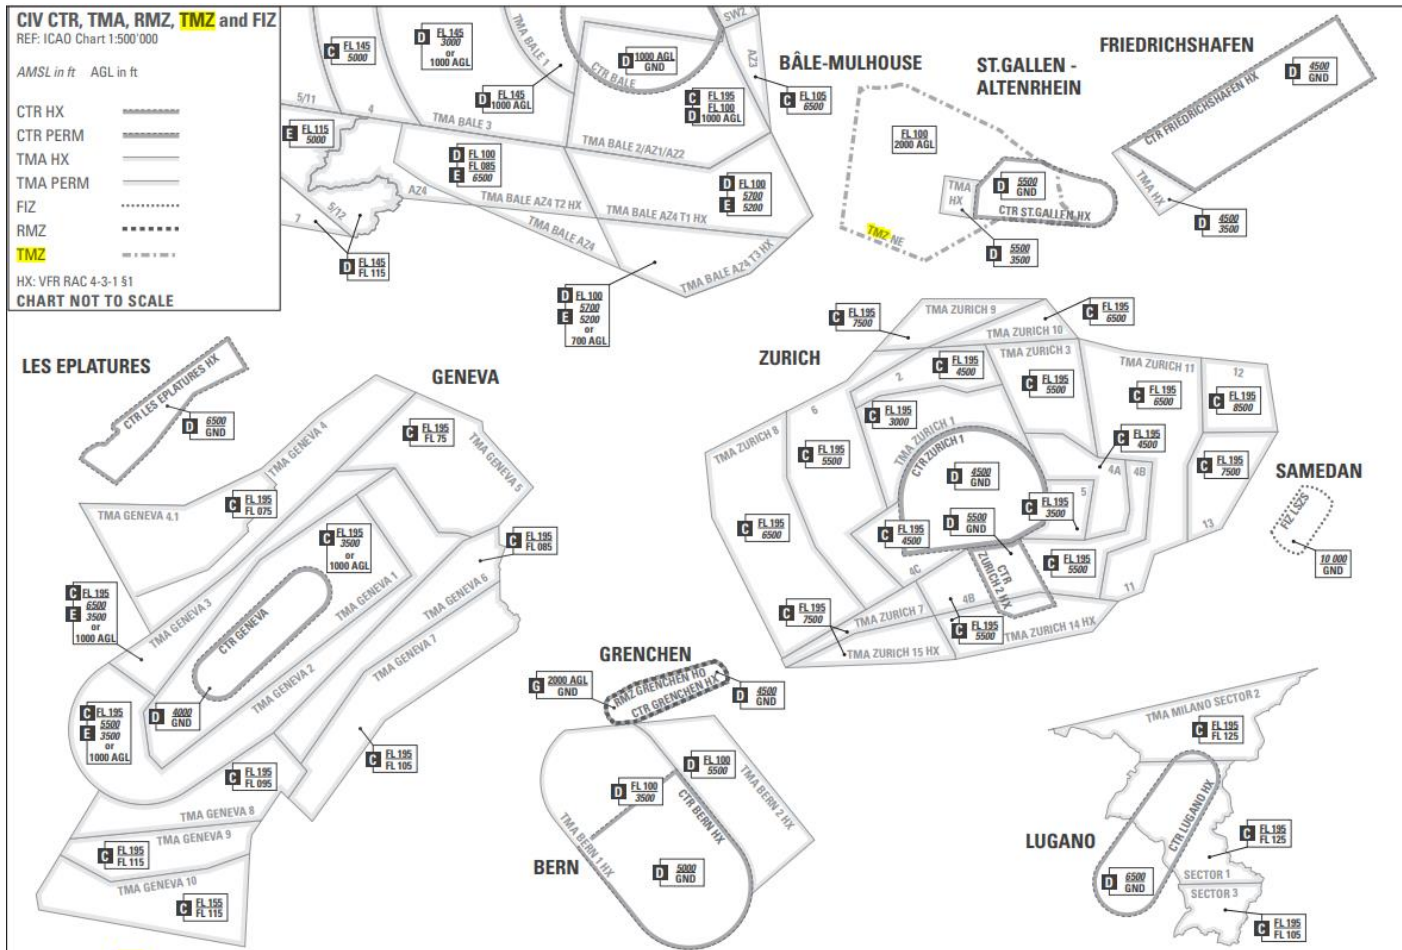 CIV CTR, TMA, RMZ, TMZ and FIZ
REF: ICAO Chart 1:500'000
AMSL in ft AGL in ft
CTR HX
CTR PERM
TMA HX
TMA PERM
FIZ
RMZ
TMZ
HX: VFR RAC 4-3-1 §1
CHART NOT TO SCALE
C FL 145
5000
D FL 145
3000
or
1000 AGL
TMA BALE 1
D FL 145
1000 AGL
D 1000 AGL
GND
CTR BALE
SW2
AZ3
C FL 195
D FL 100
1000 AGL
C FL 105
6500
BÂLE-MULHOUSE
5/11
4
TMA BALE 3
TMA BALE 2/AZ1/AZ2
E FL 115
5000
D FL 100
E FL 085
6500
D FL 100
5700
E 5200
AZ4
TMA BALE AZ4 T2 HX
TMA BALE AZ4 T1 HX
TMA BALE AZ4
TMA BALE AZ4 T3 HX
7
5/12
D FL 145
FL 115
D FL 100
5700
E 5200
or
700 AGL
ST.GALLEN -
ALTENRHEIN
FL 100
2000 AGL
TMA
HX
D 5500
GND
CTR ST.GALLEN HX
TMZ NE
D 5500
3500
FRIEDRICHSHAFEN
D 4500
GND
CTR FRIEDRICHSHAFEN HX
TMA HX
D 4500
3500
LES EPLATURES
CTR LES EPLATURES HX
D 6500
GND
GENEVA
TMA GENEVA 4
C FL 195
FL 75
TMA GENEVA 5
C FL 195
FL 075
TMA GENEVA 4.1
C FL 195
3500
or
1000 AGL
C FL 195
FL 085
C FL 195
E 6500
3500
or
1000 AGL
TMA GENEVA 3
CTR GENEVA
TMA GENEVA 1
TMA GENEVA 6
TMA GENEVA 7
TMA GENEVA 2
C FL 195
5500
E 3500
or
1000 AGL
D 4000
GND
C FL 195
FL 095
C FL 195
FL 105
TMA GENEVA 8
TMA GENEVA 9
C FL 195
FL 115
TMA GENEVA 10
C FL 155
FL 115
ZURICH
C FL 195
7500
TMA ZURICH 9
TMA ZURICH 10
C FL 195
6500
2
C FL 195
4500
TMA ZURICH 3
C FL 195
5500
TMA ZURICH 11
C FL 195
6500
12
C FL 195
8500
6
C FL 195
3000
TMA ZURICH 1
CTR ZURICH 1
TMA ZURICH 8
C FL 195
5500
C FL 195
4500
4A
4B
C FL 195
7500
D 4500
GND
5
C FL 195
3500
D 5500
GND
C FL 195
6500
C FL 195
4500
13
4C
CTR
ZURICH 2 HX
C FL 195
5500
11
C FL 195
7500
TMA ZURICH 7
4B
C FL 195
5500
TMA ZURICH 14 HX
TMA ZURICH 15 HX
SAMEDAN
FIZ LSZS
10 000
GND
GRENCHEN
G 2000 AGL
GND
RMZ GRENCHEN HO
CTR GRENCHEN HX
D 4500
GND
BERN
D FL 100
5500
D FL 100
3500
TMA BERN 2 HX
CTR BERN HX
TMA BERN 1 HX
D 5000
GND
LUGANO
TMA MILANO SECTOR 2
C FL 195
FL 125
CTR LUGANO HX
C FL 195
FL 125
D 6500
GND
SECTOR 1
SECTOR 3
C FL 195
FL 105